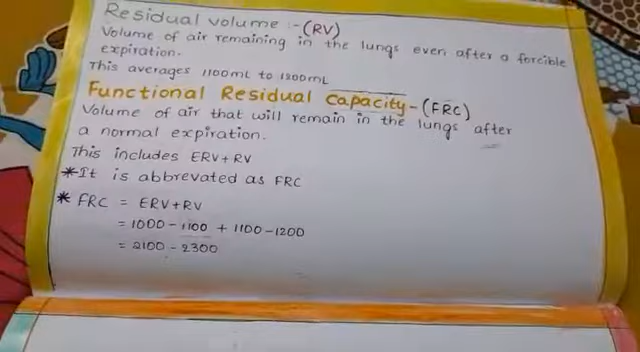 Residual volume :- (RV)
Volume of air remaining in the lungs even after a forcible
expiration.
This averages 1100mL to 1200mL
Functional Residual Capacity - (FRC)
Volume of air that will remain in the lungs after
a normal expiration.
This includes ERV+RV
*It is abbrevated as FRC
* FRC = ERV+RV
= 1000 - 1100 + 1100-1200
= 2100 - 2300